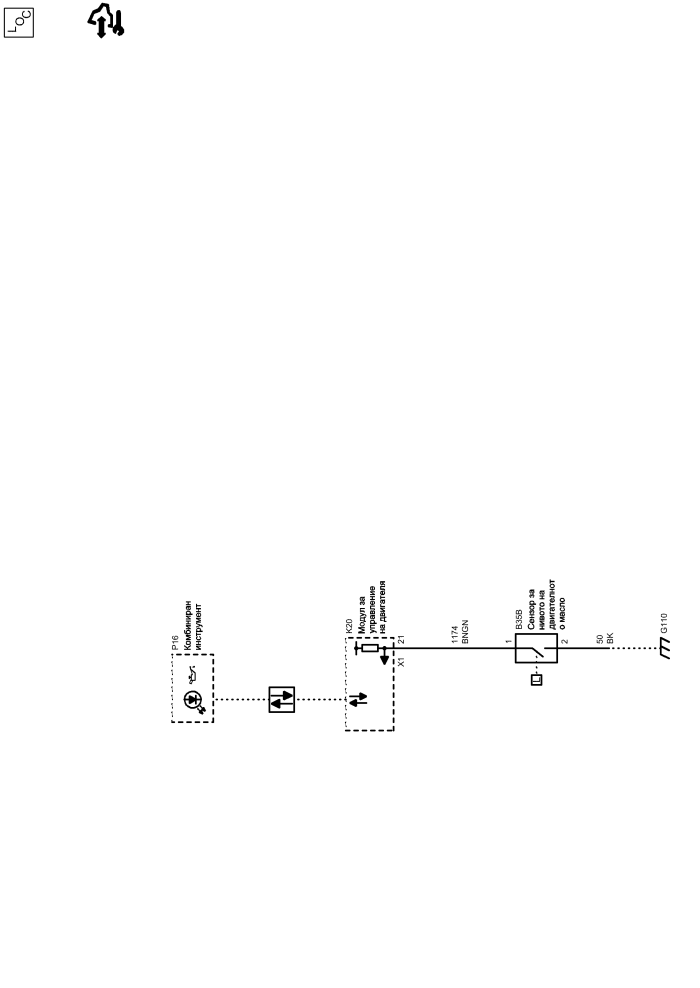 LOC
P16
Комбиниран
инструмент
K20
Модул за
управление
на двигателя
X1
21
1174
BNGN
1
B35B
Сензор за
нивото на
двигателнот
о масло
L
2
50
BK
G110